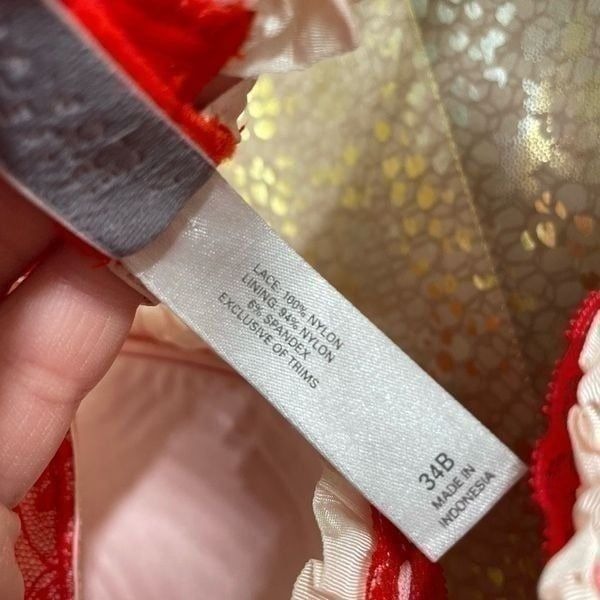 LACE: 100% NYLON
LINING: 94% NYLON
6% SPANDEX
EXCLUSIVE OF TRIMS
34B
MADE IN
INDONESIA